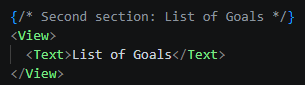 {/* Second section: List of Goals */}
<View>
  <Text>List of Goals</Text>
</View>